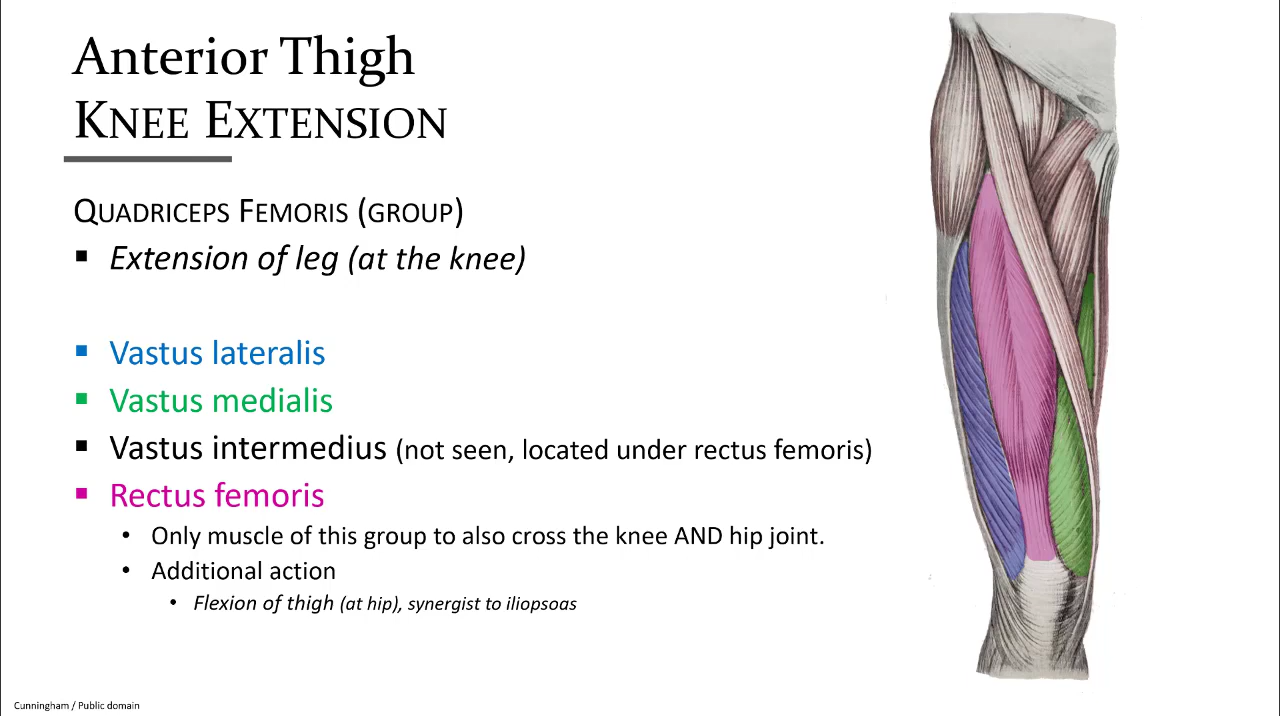 Anterior Thigh
KNEE EXTENSION
QUADRICEPS FEMORIS (GROUP)
▪ Extension of leg (at the knee)
▪ Vastus lateralis
▪ Vastus medialis
▪ Vastus intermedius (not seen, located under rectus femoris)
▪ Rectus femoris
• Only muscle of this group to also cross the knee AND hip joint.
• Additional action
• Flexion of thigh (at hip), synergist to iliopsoas
Cunningham / Public domain